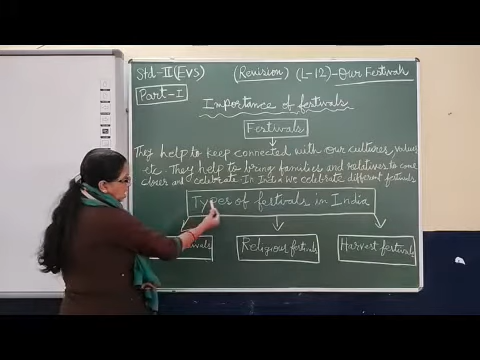 Std-II(EVS) (Revision) (L-12)-Our Festivah
Part-I
Importance of festivals
Festivals
They help to keep connected with our cultures, values
etc. They help to bring families and reletives to come
closer and celebrate. In India we celebrate different festivals
Types of festivals in India
Religious festivals Harvest festivals